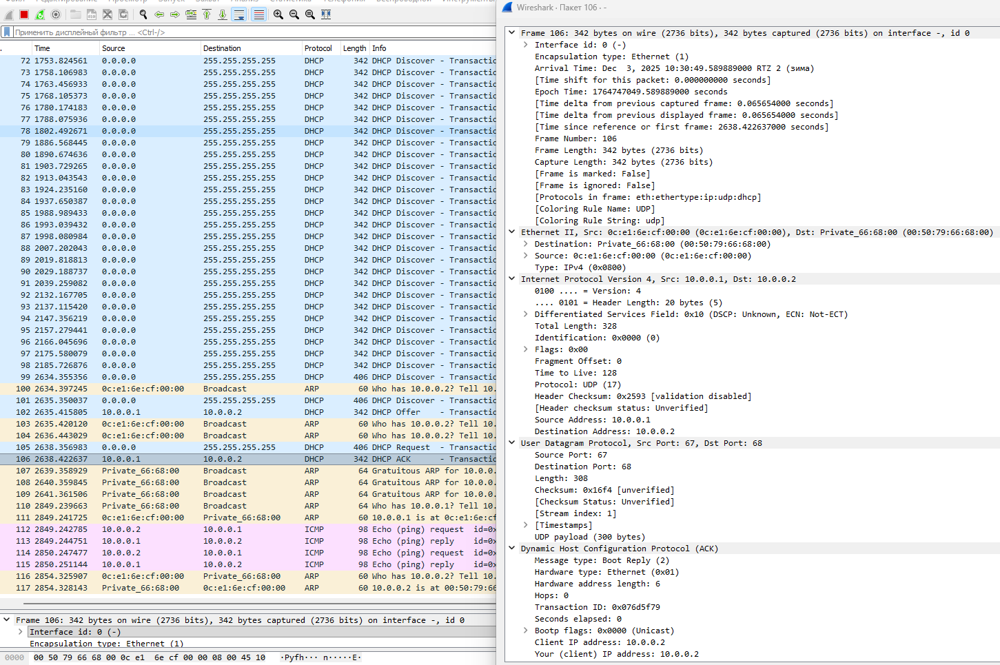 Применить дисплейный фильтр ... <Ctrl-/>
. Time Source Destination Protocol Length Info
72 1753.824561 0.0.0.0 255.255.255.255 DHCP 342 DHCP Discover - Transactio
73 1758.106983 0.0.0.0 255.255.255.255 DHCP 342 DHCP Discover - Transactio
74 1763.456933 0.0.0.0 255.255.255.255 DHCP 342 DHCP Discover - Transactio
75 1768.105373 0.0.0.0 255.255.255.255 DHCP 342 DHCP Discover - Transactio
76 1780.174183 0.0.0.0 255.255.255.255 DHCP 342 DHCP Discover - Transactio
77 1788.075936 0.0.0.0 255.255.255.255 DHCP 342 DHCP Discover - Transactio
78 1802.492671 0.0.0.0 255.255.255.255 DHCP 342 DHCP Discover - Transactio
79 1886.568445 0.0.0.0 255.255.255.255 DHCP 342 DHCP Discover - Transactio
80 1890.674636 0.0.0.0 255.255.255.255 DHCP 342 DHCP Discover - Transactio
81 1903.729265 0.0.0.0 255.255.255.255 DHCP 342 DHCP Discover - Transactio
82 1913.043543 0.0.0.0 255.255.255.255 DHCP 342 DHCP Discover - Transactio
83 1924.235160 0.0.0.0 255.255.255.255 DHCP 342 DHCP Discover - Transactio
84 1937.650387 0.0.0.0 255.255.255.255 DHCP 342 DHCP Discover - Transactio
85 1988.989433 0.0.0.0 255.255.255.255 DHCP 342 DHCP Discover - Transactio
86 1993.039432 0.0.0.0 255.255.255.255 DHCP 342 DHCP Discover - Transactio
87 1998.080984 0.0.0.0 255.255.255.255 DHCP 342 DHCP Discover - Transactio
88 2007.202043 0.0.0.0 255.255.255.255 DHCP 342 DHCP Discover - Transactio
89 2019.818813 0.0.0.0 255.255.255.255 DHCP 342 DHCP Discover - Transactio
90 2029.188737 0.0.0.0 255.255.255.255 DHCP 342 DHCP Discover - Transactio
91 2039.259082 0.0.0.0 255.255.255.255 DHCP 342 DHCP Discover - Transactio
92 2132.167705 0.0.0.0 255.255.255.255 DHCP 342 DHCP Discover - Transactio
93 2137.115420 0.0.0.0 255.255.255.255 DHCP 342 DHCP Discover - Transactio
94 2147.356219 0.0.0.0 255.255.255.255 DHCP 342 DHCP Discover - Transactio
95 2157.279441 0.0.0.0 255.255.255.255 DHCP 342 DHCP Discover - Transactio
96 2166.045696 0.0.0.0 255.255.255.255 DHCP 342 DHCP Discover - Transactio
97 2175.580079 0.0.0.0 255.255.255.255 DHCP 342 DHCP Discover - Transactio
98 2185.726876 0.0.0.0 255.255.255.255 DHCP 342 DHCP Discover - Transactio
99 2634.355356 0.0.0.0 255.255.255.255 DHCP 406 DHCP Discover - Transactio
100 2634.397245 0c:e1:6e:cf:00:00 Broadcast ARP 60 Who has 10.0.0.2? Tell 10.
101 2635.350037 0.0.0.0 255.255.255.255 DHCP 406 DHCP Discover - Transactio
102 2635.415805 10.0.0.1 10.0.0.2 DHCP 342 DHCP Offer - Transactio
103 2635.420120 0c:e1:6e:cf:00:00 Broadcast ARP 60 Who has 10.0.0.2? Tell 10.
104 2636.443029 0c:e1:6e:cf:00:00 Broadcast ARP 60 Who has 10.0.0.2? Tell 10.
105 2638.356983 0.0.0.0 255.255.255.255 DHCP 406 DHCP Request - Transactio
106 2638.422637 10.0.0.1 10.0.0.2 DHCP 342 DHCP ACK - Transactio
107 2639.358929 Private_66:68:00 Broadcast ARP 64 Gratuitous ARP for 10.0.0.
108 2640.359845 Private_66:68:00 Broadcast ARP 64 Gratuitous ARP for 10.0.0.
109 2641.361506 Private_66:68:00 Broadcast ARP 64 Gratuitous ARP for 10.0.0.
110 2849.239663 Private_66:68:00 Broadcast ARP 64 Who has 10.0.0.1? Tell 10.
111 2849.241725 0c:e1:6e:cf:00:00 Private_66:68:00 ARP 60 10.0.0.1 is at 0c:e1:6e:cf
112 2849.242785 10.0.0.2 10.0.0.1 ICMP 98 Echo (ping) request id=0x
113 2849.244751 10.0.0.1 10.0.0.2 ICMP 98 Echo (ping) reply id=0x
114 2850.247477 10.0.0.2 10.0.0.1 ICMP 98 Echo (ping) request id=0x
115 2850.251144 10.0.0.1 10.0.0.2 ICMP 98 Echo (ping) reply id=0x
116 2854.325907 0c:e1:6e:cf:00:00 Private_66:68:00 ARP 60 Who has 10.0.0.2? Tell 10.
117 2854.328143 Private_66:68:00 0c:e1:6e:cf:00:00 ARP 60 10.0.0.2 is at 00:50:79:66
Frame 106: 342 bytes on wire (2736 bits), 342 bytes captured (2736 bits) on interface -, id 0
Interface id: 0 (-)
Encapsulation type: Ethernet (1)
0000 00 50 79 66 68 00 0c e1 6e cf 00 00 08 00 45 10 ·Pyfh··· n·····E·
Wireshark · Пакет 106 · -
Frame 106: 342 bytes on wire (2736 bits), 342 bytes captured (2736 bits) on interface -, id 0
Interface id: 0 (-)
Encapsulation type: Ethernet (1)
Arrival Time: Dec  3, 2025 10:30:49.589889000 RTZ 2 (зима)
[Time shift for this packet: 0.000000000 seconds]
Epoch Time: 1764747049.589889000 seconds
[Time delta from previous captured frame: 0.065654000 seconds]
[Time delta from previous displayed frame: 0.065654000 seconds]
[Time since reference or first frame: 2638.422637000 seconds]
Frame Number: 106
Frame Length: 342 bytes (2736 bits)
Capture Length: 342 bytes (2736 bits)
[Frame is marked: False]
[Frame is ignored: False]
[Protocols in frame: eth:ethertype:ip:udp:dhcp]
[Coloring Rule Name: UDP]
[Coloring Rule String: udp]
Ethernet II, Src: 0c:e1:6e:cf:00:00 (0c:e1:6e:cf:00:00), Dst: Private_66:68:00 (00:50:79:66:68:00)
Destination: Private_66:68:00 (00:50:79:66:68:00)
Source: 0c:e1:6e:cf:00:00 (0c:e1:6e:cf:00:00)
Type: IPv4 (0x0800)
Internet Protocol Version 4, Src: 10.0.0.1, Dst: 10.0.0.2
0100 .... = Version: 4
.... 0101 = Header Length: 20 bytes (5)
Differentiated Services Field: 0x10 (DSCP: Unknown, ECN: Not-ECT)
Total Length: 328
Identification: 0x0000 (0)
Flags: 0x00
Fragment Offset: 0
Time to Live: 128
Protocol: UDP (17)
Header Checksum: 0x2593 [validation disabled]
[Header checksum status: Unverified]
Source Address: 10.0.0.1
Destination Address: 10.0.0.2
User Datagram Protocol, Src Port: 67, Dst Port: 68
Source Port: 67
Destination Port: 68
Length: 308
Checksum: 0x16f4 [unverified]
[Checksum Status: Unverified]
[Stream index: 1]
[Timestamps]
UDP payload (300 bytes)
Dynamic Host Configuration Protocol (ACK)
Message type: Boot Reply (2)
Hardware type: Ethernet (0x01)
Hardware address length: 6
Hops: 0
Transaction ID: 0x076d5f79
Seconds elapsed: 0
Bootp flags: 0x0000 (Unicast)
Client IP address: 10.0.0.2
Your (client) IP address: 10.0.0.2